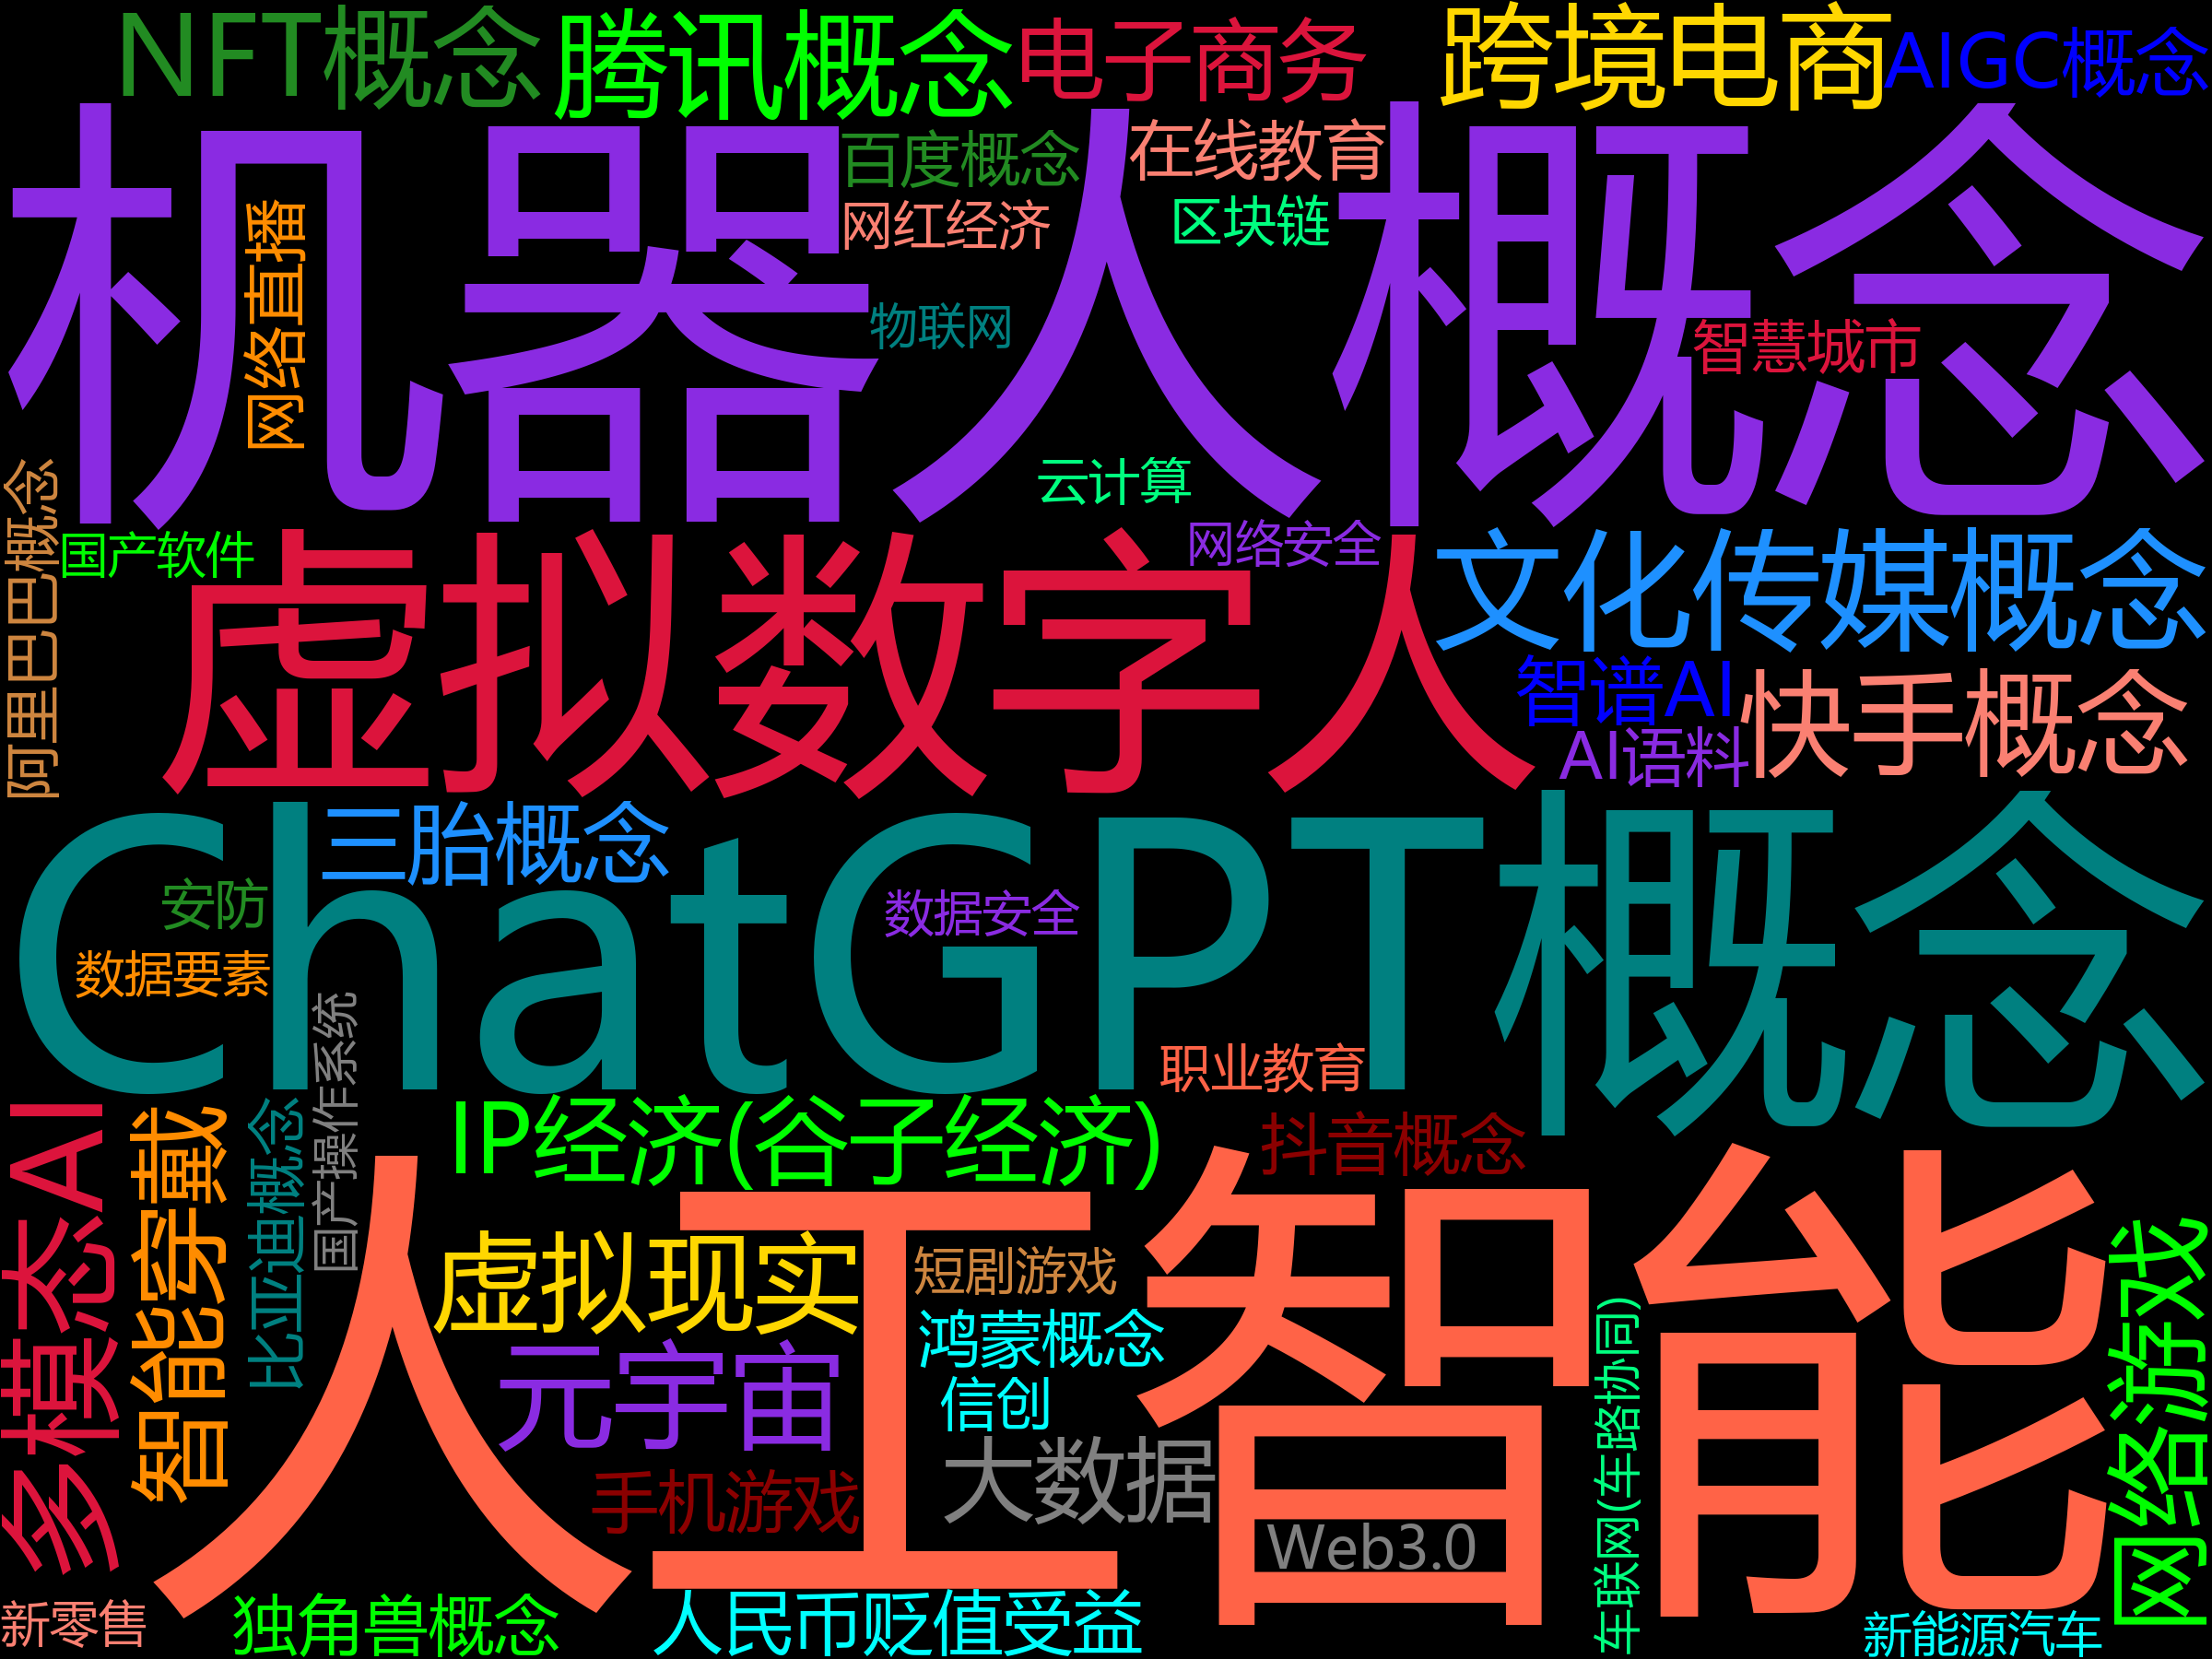 NFT概念
腾讯概念
电子商务
跨境电商
AIGC概念
机器人概念
百度概念
在线教育
网红经济
区块链
网络直播
物联网
智慧城市
云计算
阿里巴巴概念
国产软件
网络安全
虚拟数字人
文化传媒概念
智谱AI
快手概念
AI语料
ChatGPT概念
三胎概念
安防
数据安全
数据要素
国产操作系统
职业教育
多模态AI
智能穿戴
比亚迪概念
IP经济(谷子经济)
抖音概念
人工智能
虚拟现实
短剧游戏
鸿蒙概念
元宇宙
信创
大数据
手机游戏
Web3.0
车联网(车路协同)
网络游戏
新零售
独角兽概念
人民币贬值受益
新能源汽车